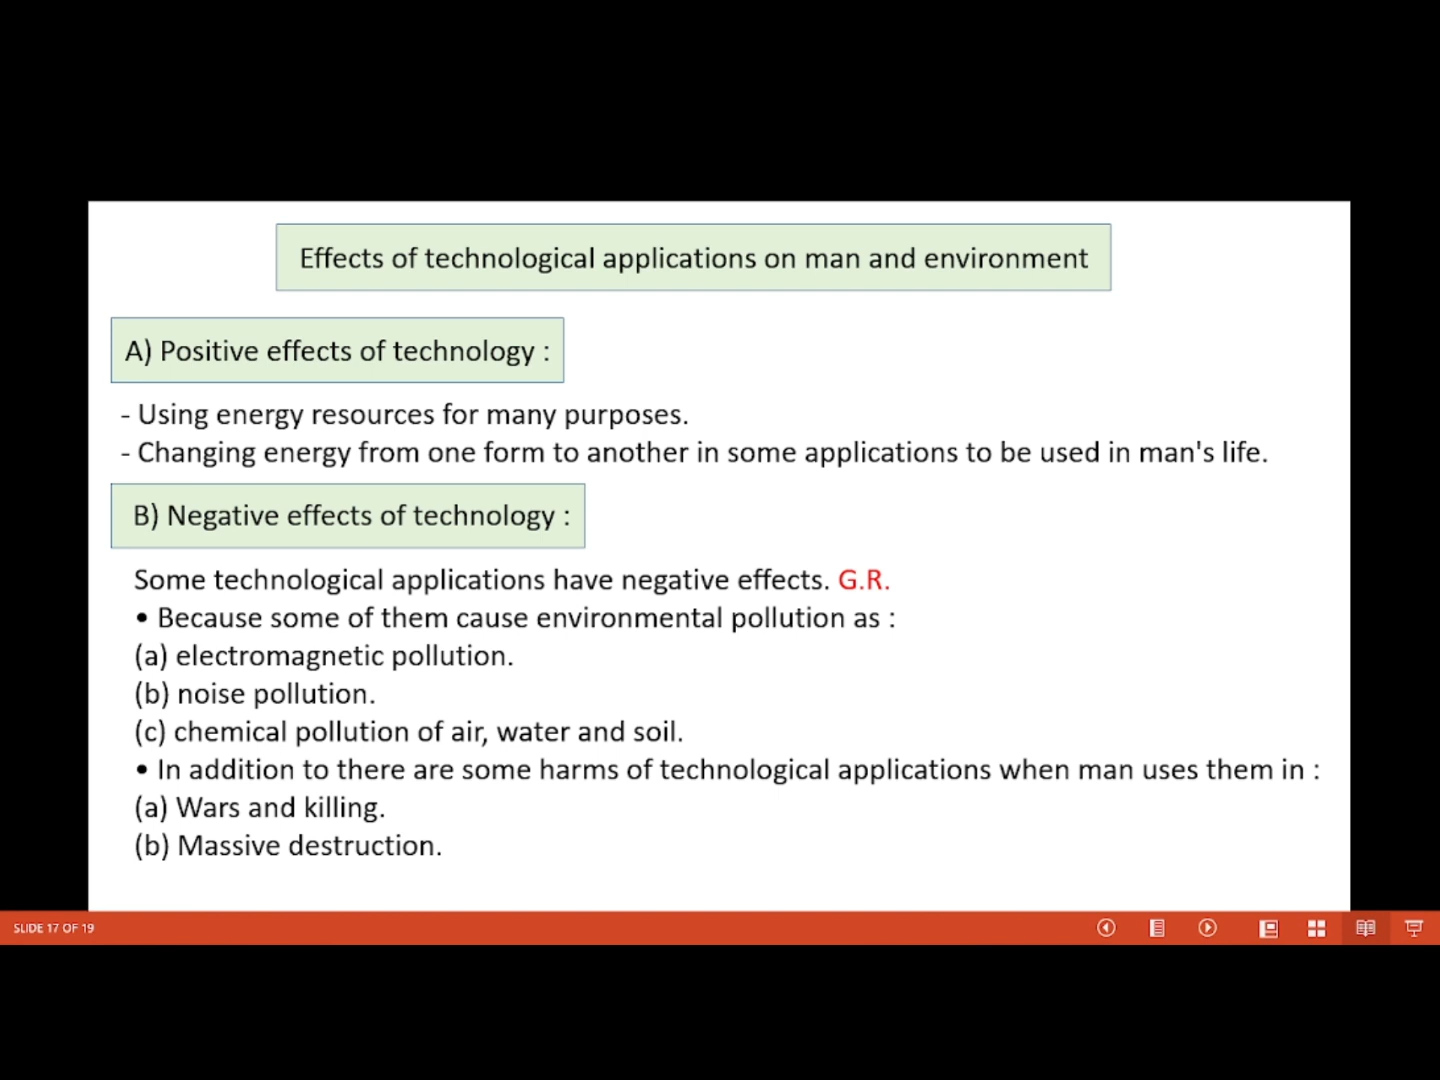 Effects of technological applications on man and environment
A) Positive effects of technology :
- Using energy resources for many purposes.
- Changing energy from one form to another in some applications to be used in man's life.
B) Negative effects of technology :
Some technological applications have negative effects. G.R.
• Because some of them cause environmental pollution as :
(a) electromagnetic pollution.
(b) noise pollution.
(c) chemical pollution of air, water and soil.
• In addition to there are some harms of technological applications when man uses them in :
(a) Wars and killing.
(b) Massive destruction.
SLIDE 17 OF 19